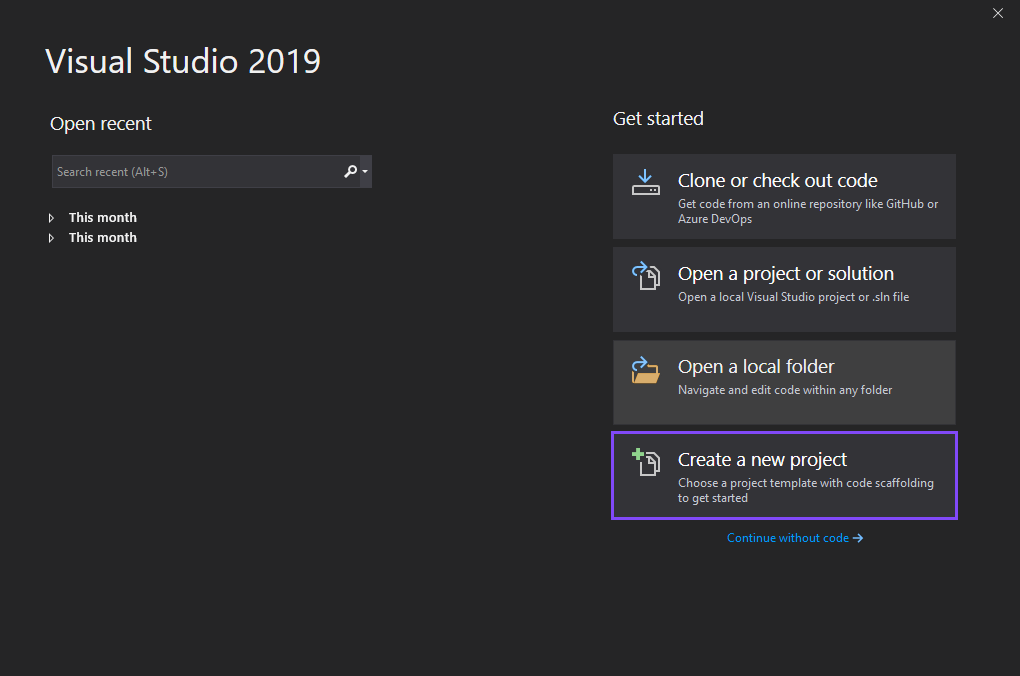 Visual Studio 2019
Open recent
Search recent (Alt+S)
This month
This month
Get started
Clone or check out code
Get code from an online repository like GitHub or
Azure DevOps
Open a project or solution
Open a local Visual Studio project or .sln file
Open a local folder
Navigate and edit code within any folder
Create a new project
Choose a project template with code scaffolding
to get started
Continue without code